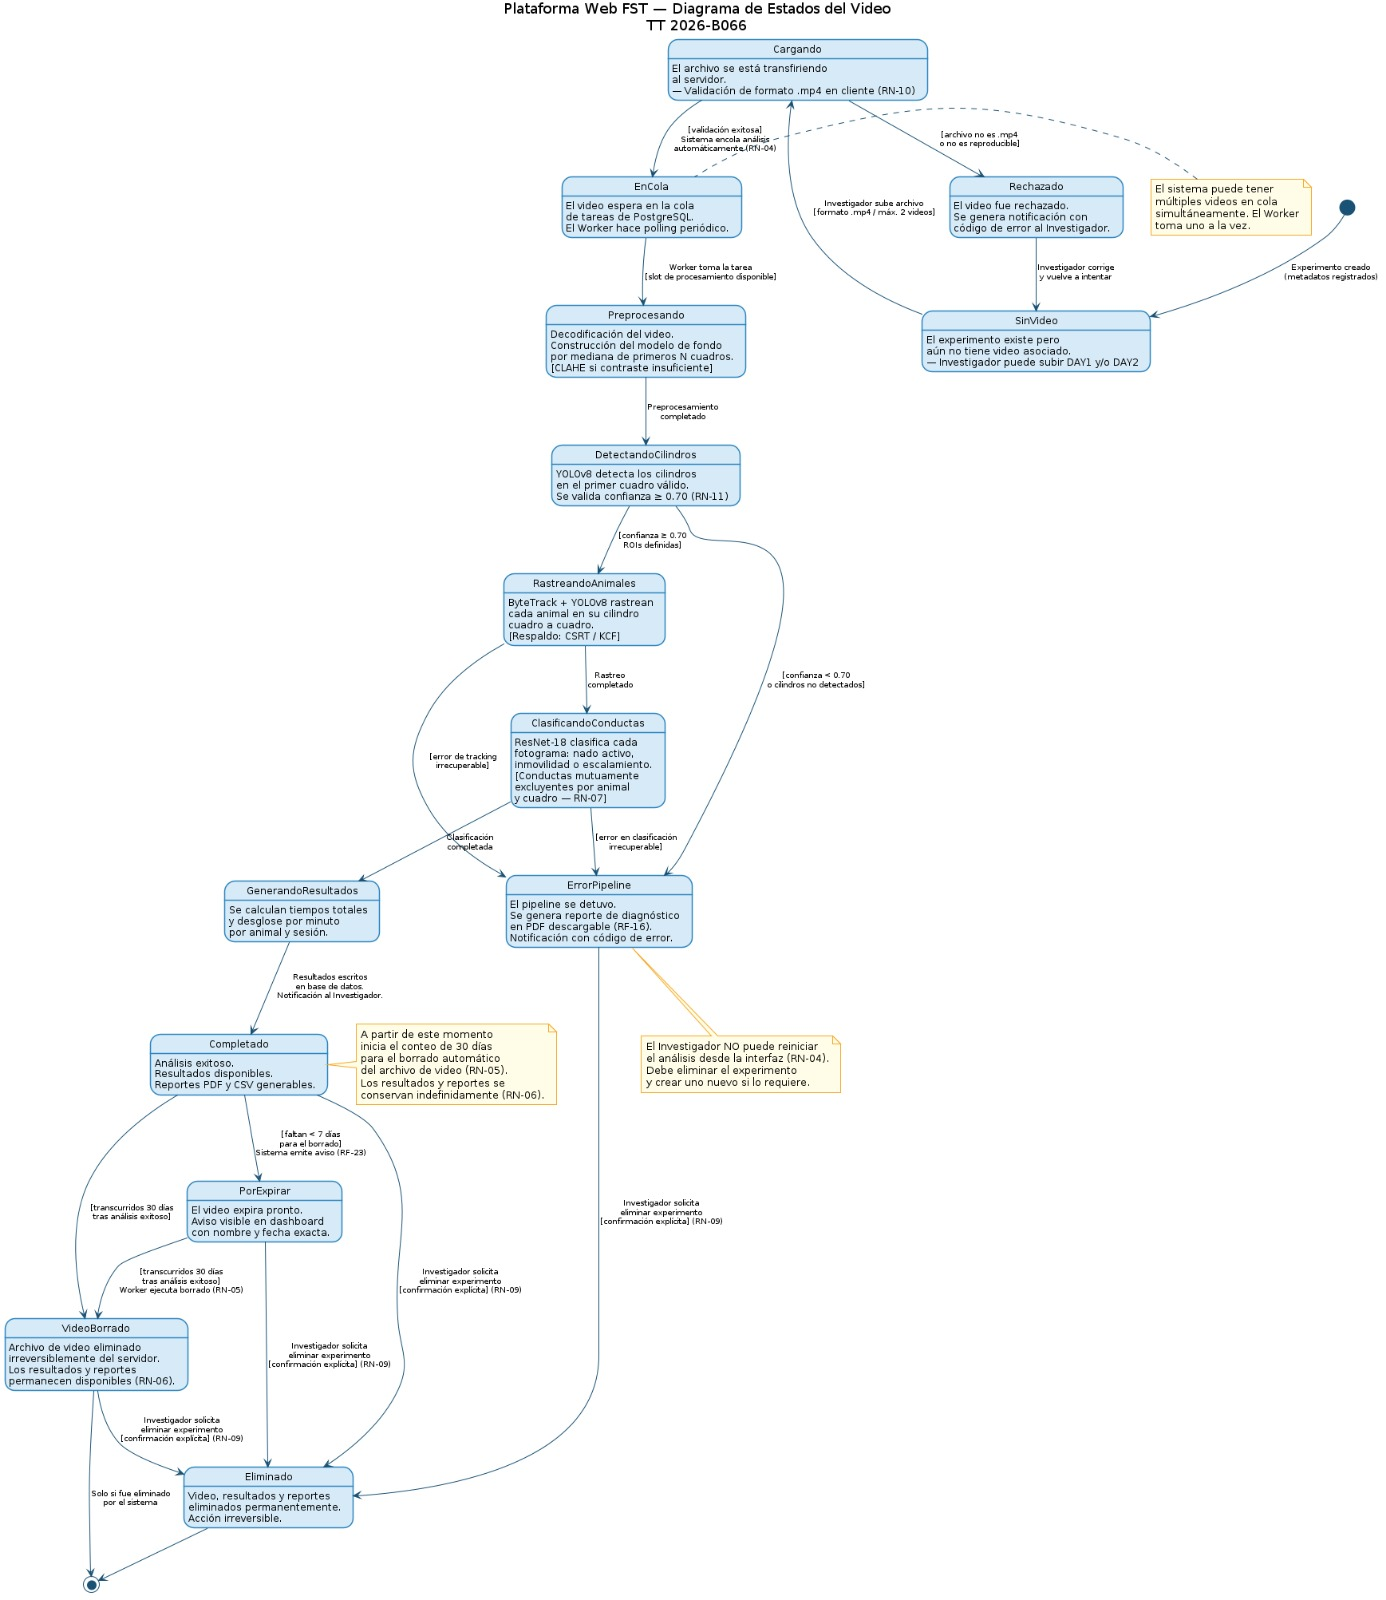 Plataforma Web FST — Diagrama de Estados del Video
TT 2026-B066
Cargando
El archivo se está transfiriendo
al servidor.
— Validación de formato .mp4 en cliente (RN-10)
[validación exitosa]
Sistema encola análisis
automáticamente (RN-04)
[archivo no es .mp4
o no es reproducible]
EnCola
El video espera en la cola
de tareas de PostgreSQL.
El Worker hace polling periódico.
Rechazado
El video fue rechazado.
Se genera notificación con
código de error al Investigador.
El sistema puede tener
múltiples videos en cola
simultáneamente. El Worker
toma uno a la vez.
Investigador sube archivo
[formato .mp4 / máx. 2 videos]
Worker toma la tarea
[slot de procesamiento disponible]
Investigador corrige
y vuelve a intentar
Experimento creado
(metadatos registrados)
Preprocesando
Decodificación del video.
Construcción del modelo de fondo
por mediana de primeros N cuadros.
[CLAHE si contraste insuficiente]
SinVideo
El experimento existe pero
aún no tiene video asociado.
— Investigador puede subir DAY1 y/o DAY2
Preprocesamiento
completado
DetectandoCilindros
YOLOv8 detecta los cilindros
en el primer cuadro válido.
Se valida confianza ≥ 0.70 (RN-11)
[confianza ≥ 0.70
ROIs definidas]
RastreandoAnimales
ByteTrack + YOLOv8 rastrean
cada animal en su cilindro
cuadro a cuadro.
[Respaldo: CSRT / KCF]
Rastreo
completado
[confianza < 0.70
o cilindros no detectados]
ClasificandoConductas
ResNet-18 clasifica cada
fotograma: nado activo,
inmovilidad o escalamiento.
[Conductas mutuamente
excluyentes por animal
y cuadro — RN-07]
[error de tracking
irrecuperable]
Clasificación
completada
[error en clasificación
irrecuperable]
GenerandoResultados
Se calculan tiempos totales
y desglose por minuto
por animal y sesión.
ErrorPipeline
El pipeline se detuvo.
Se genera reporte de diagnóstico
en PDF descargable (RF-16).
Notificación con código de error.
Resultados escritos
en base de datos.
Notificación al Investigador.
Completado
Análisis exitoso.
Resultados disponibles.
Reportes PDF y CSV generables.
A partir de este momento
inicia el conteo de 30 días
para el borrado automático
del archivo de video (RN-05).
Los resultados y reportes se
conservan indefinidamente (RN-06).
El Investigador NO puede reiniciar
el análisis desde la interfaz (RN-04).
Debe eliminar el experimento
y crear uno nuevo si lo requiere.
[faltan < 7 días
para el borrado]
Sistema emite aviso (RF-23)
PorExpirar
El video expira pronto.
Aviso visible en dashboard
con nombre y fecha exacta.
[transcurridos 30 días
tras análisis exitoso]
Investigador solicita
eliminar experimento
[confirmación explícita] (RN-09)
[transcurridos 30 días
tras análisis exitoso]
Worker ejecuta borrado (RN-05)
Investigador solicita
eliminar experimento
[confirmación explícita] (RN-09)
VideoBorrado
Archivo de video eliminado
irreversiblemente del servidor.
Los resultados y reportes
permanecen disponibles (RN-06).
Investigador solicita
eliminar experimento
[confirmación explícita] (RN-09)
Investigador solicita
eliminar experimento
[confirmación explícita] (RN-09)
Eliminado
Video, resultados y reportes
eliminados permanentemente.
Acción irreversible.
Solo si fue eliminado
por el sistema